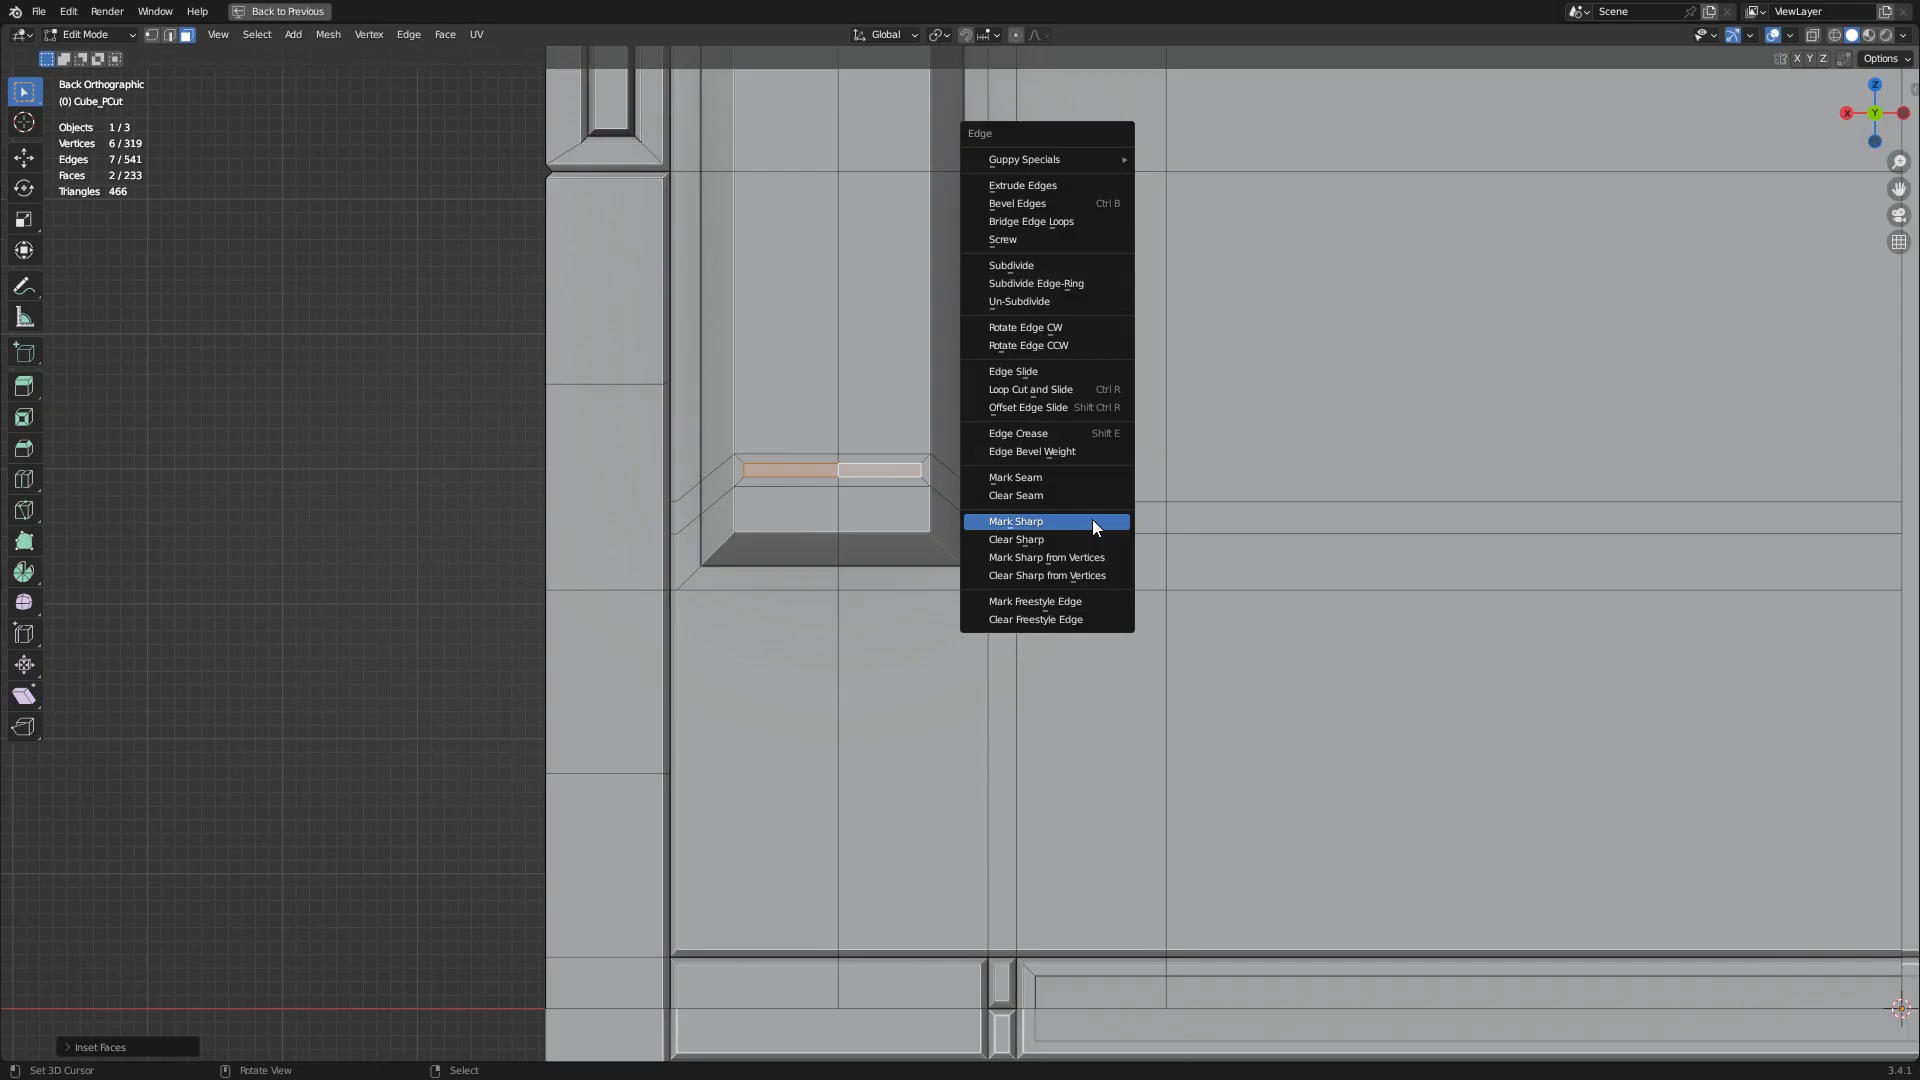 File Edit Render Window Help Back to Previous Scene ViewLayer
Edit Mode View Select Add Mesh Vertex Edge Face UV Global
X Y Z Options
Back Orthographic
(0) Cube_PCut
Objects 1 / 3
Vertices 6 / 319
Edges 7 / 541
Faces 2 / 233
Triangles 466
Z
X Y
Edge
Guppy Specials
Extrude Edges
Bevel Edges Ctrl B
Bridge Edge Loops
Screw
Subdivide
Subdivide Edge-Ring
Un-Subdivide
Rotate Edge CW
Rotate Edge CCW
Edge Slide
Loop Cut and Slide Ctrl R
Offset Edge Slide Shift Ctrl R
Edge Crease Shift E
Edge Bevel Weight
Mark Seam
Clear Seam
Mark Sharp
Clear Sharp
Mark Sharp from Vertices
Clear Sharp from Vertices
Mark Freestyle Edge
Clear Freestyle Edge
Inset Faces
Set 3D Cursor Rotate View Select 3.4.1